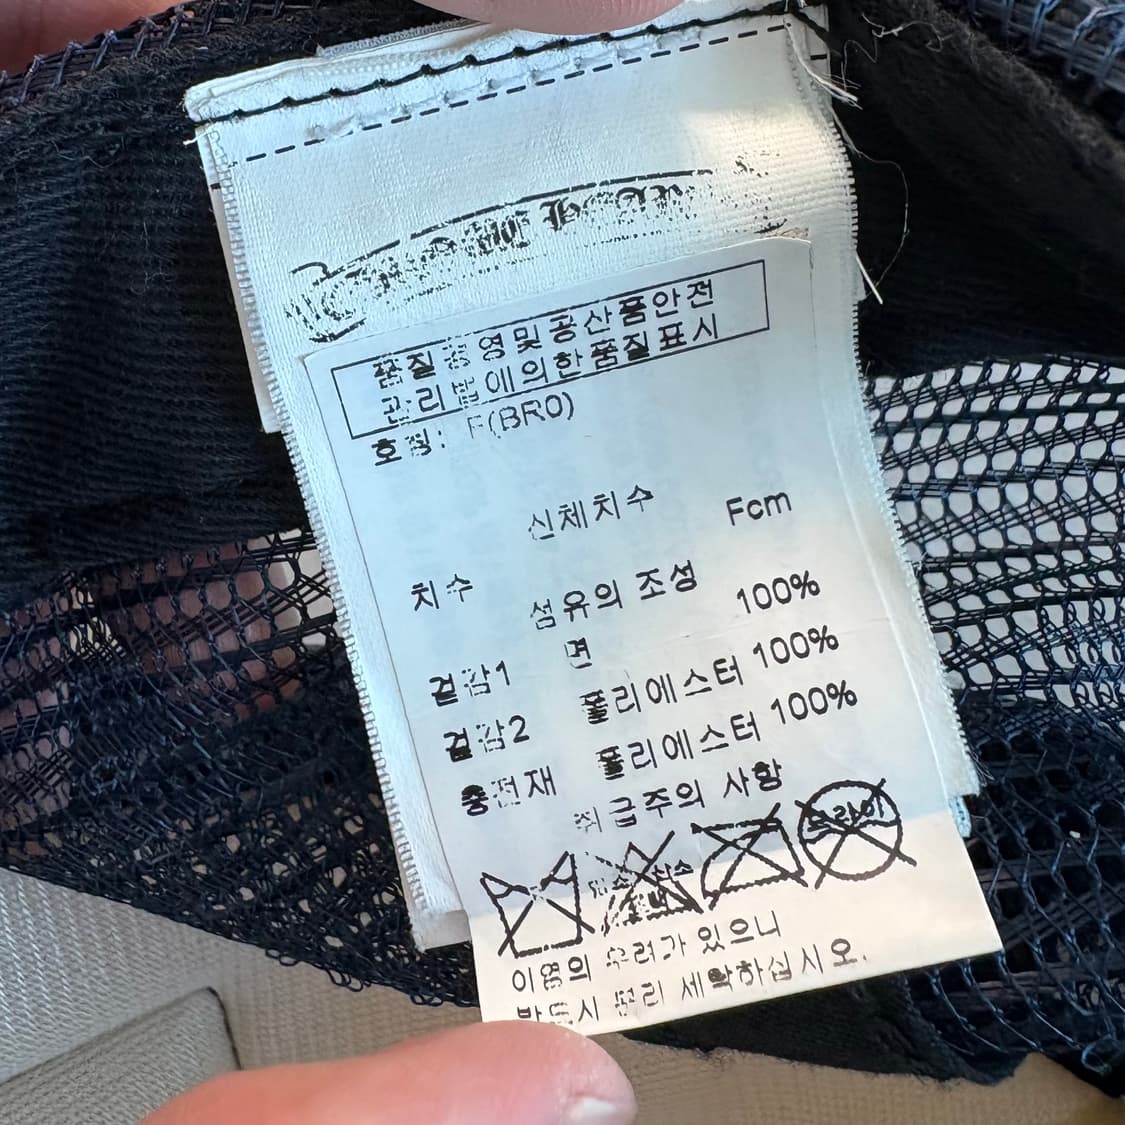 품질경영및공산품안전
관리법에의한품질표시
호칭: F(BR0)
신체치수 Fcm
치수
섬유의 조성
겉감1 면 100%
겉감2 폴리에스터 100%
충전재 폴리에스터 100%
취급주의 사항
드라이
이염의 우려가 있으니
반드시 분리 세탁하십시오.